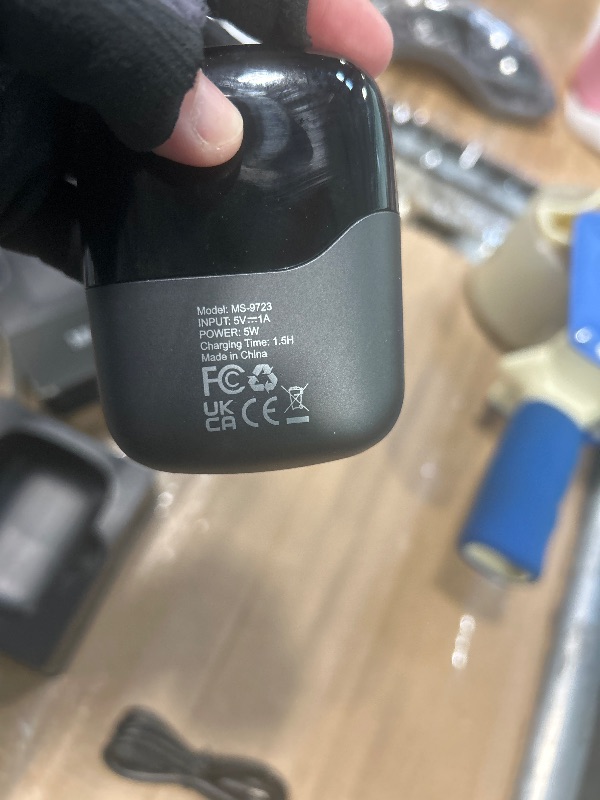 Model: MS-9723
INPUT: 5V⎓1A
POWER: 5W
Charging Time: 1.5H
Made in China
FC
UK
CA CE